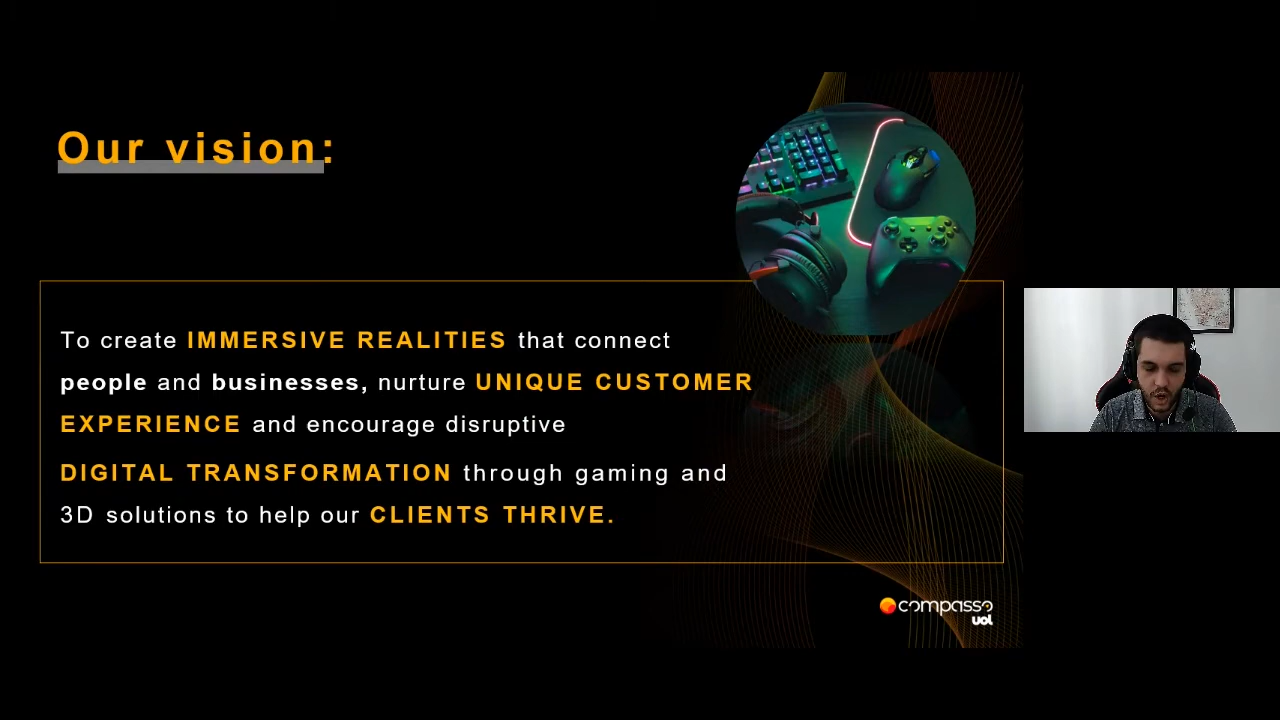 Our vision:
To create IMMERSIVE REALITIES that connect
people and businesses, nurture UNIQUE CUSTOMER
EXPERIENCE and encourage disruptive
DIGITAL TRANSFORMATION through gaming and
3D solutions to help our CLIENTS THRIVE.
compasso
uol